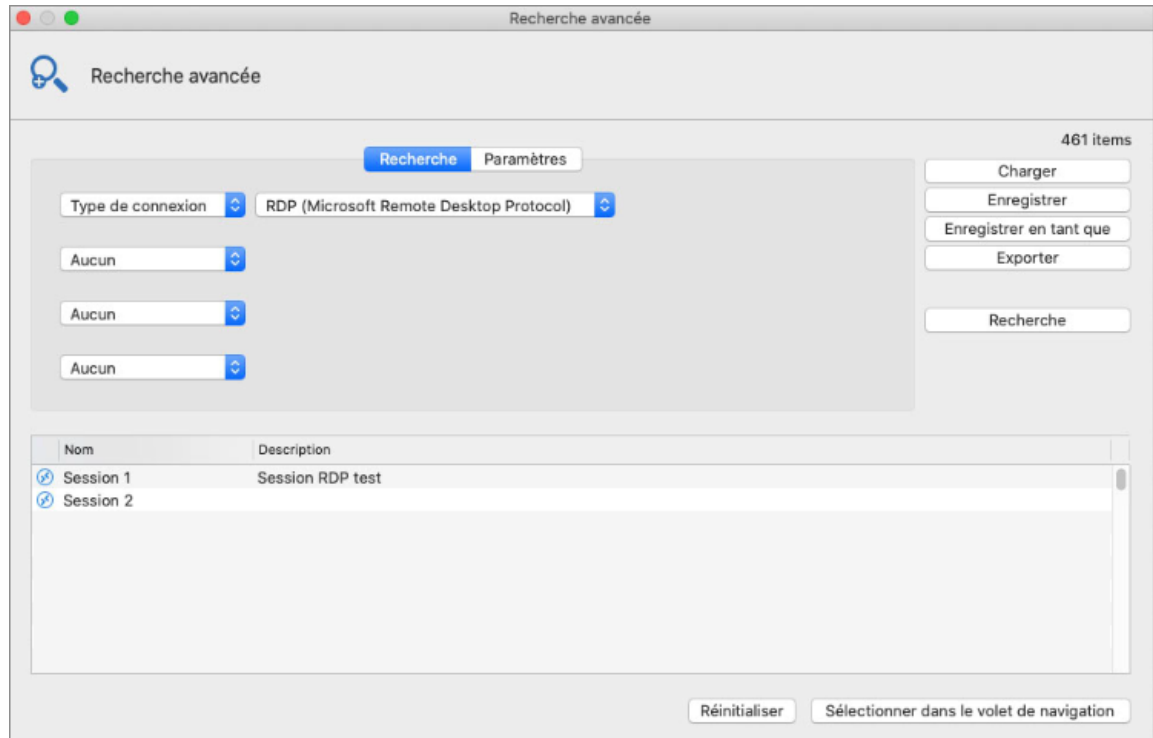 Recherche avancée
Recherche avancée
461 items
Recherche Paramètres
Charger
Type de connexion RDP (Microsoft Remote Desktop Protocol)
Enregistrer
Enregistrer en tant que
Aucun
Exporter
Aucun
Recherche
Aucun
Nom Description
Session 1 Session RDP test
Session 2
Réinitialiser Sélectionner dans le volet de navigation